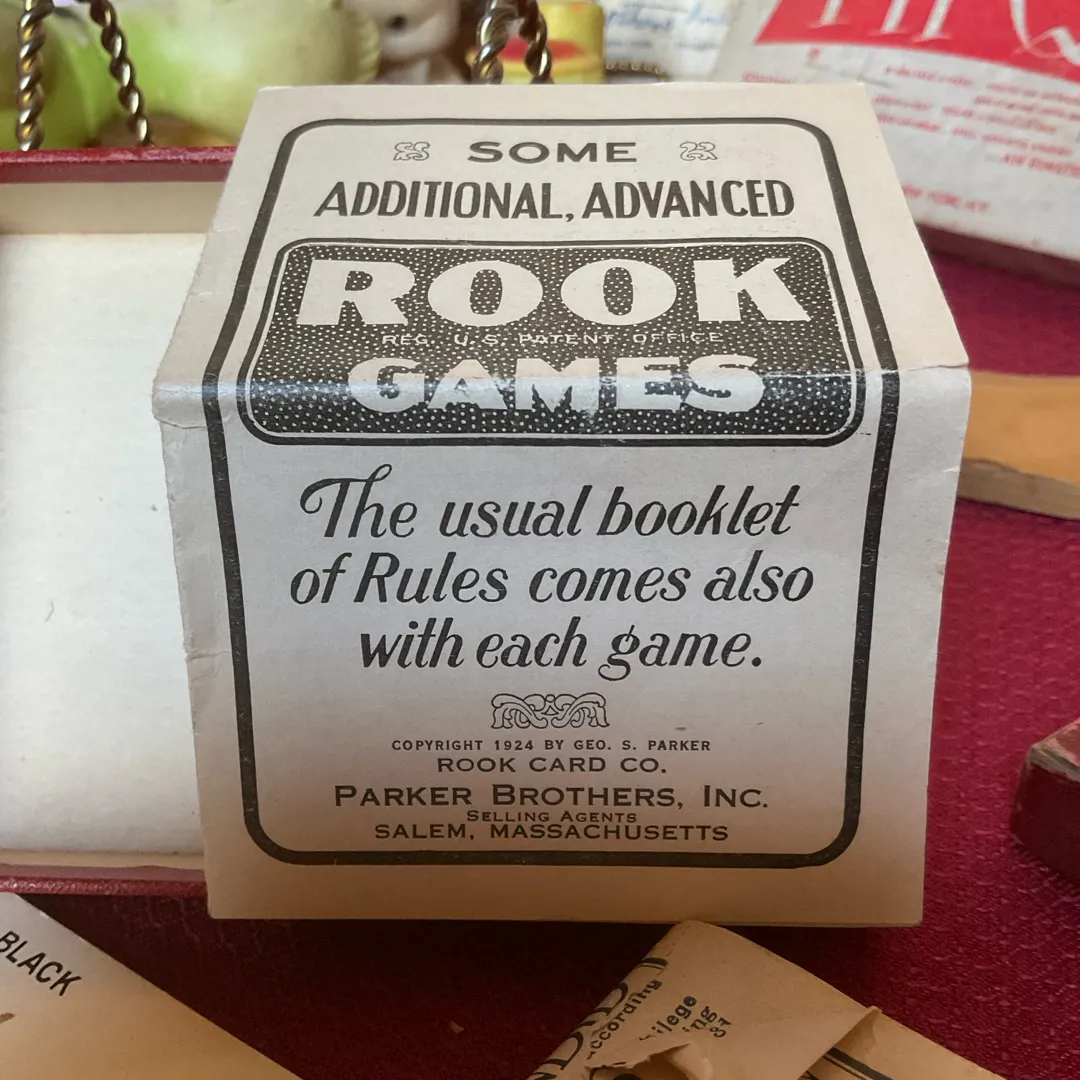 SOME
ADDITIONAL, ADVANCED
ROOK
REG. U.S. PATENT OFFICE
GAMES
The usual booklet
of Rules comes also
with each game.
COPYRIGHT 1924 BY GEO. S. PARKER
ROOK CARD CO.
PARKER BROTHERS, INC.
SELLING AGENTS
SALEM, MASSACHUSETTS
BLACK